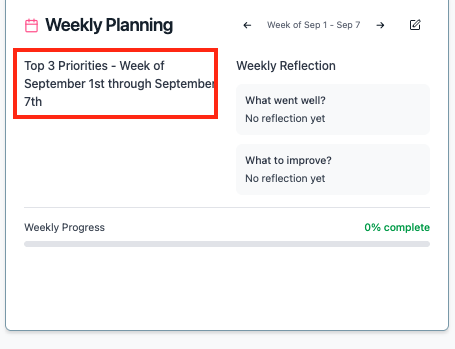 Weekly Planning
Week of Sep 1 - Sep 7
Top 3 Priorities - Week of
September 1st through September
7th
Weekly Reflection
What went well?
No reflection yet
What to improve?
No reflection yet
Weekly Progress
0% complete